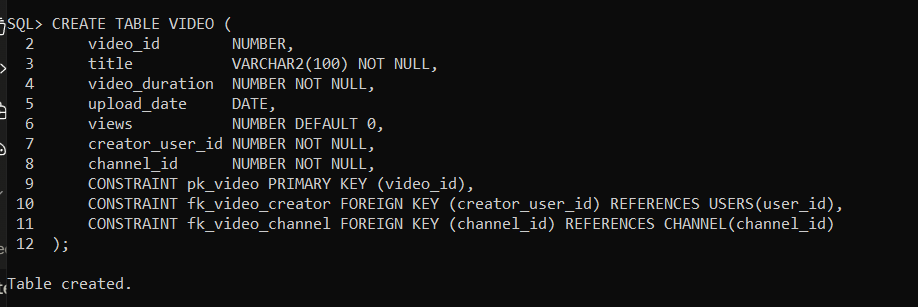 SQL> CREATE TABLE VIDEO (
  2      video_id        NUMBER,
  3      title           VARCHAR2(100) NOT NULL,
  4      video_duration  NUMBER NOT NULL,
  5      upload_date     DATE,
  6      views           NUMBER DEFAULT 0,
  7      creator_user_id NUMBER NOT NULL,
  8      channel_id      NUMBER NOT NULL,
  9      CONSTRAINT pk_video PRIMARY KEY (video_id),
 10      CONSTRAINT fk_video_creator FOREIGN KEY (creator_user_id) REFERENCES USERS(user_id),
 11      CONSTRAINT fk_video_channel FOREIGN KEY (channel_id) REFERENCES CHANNEL(channel_id)
 12  );
Table created.